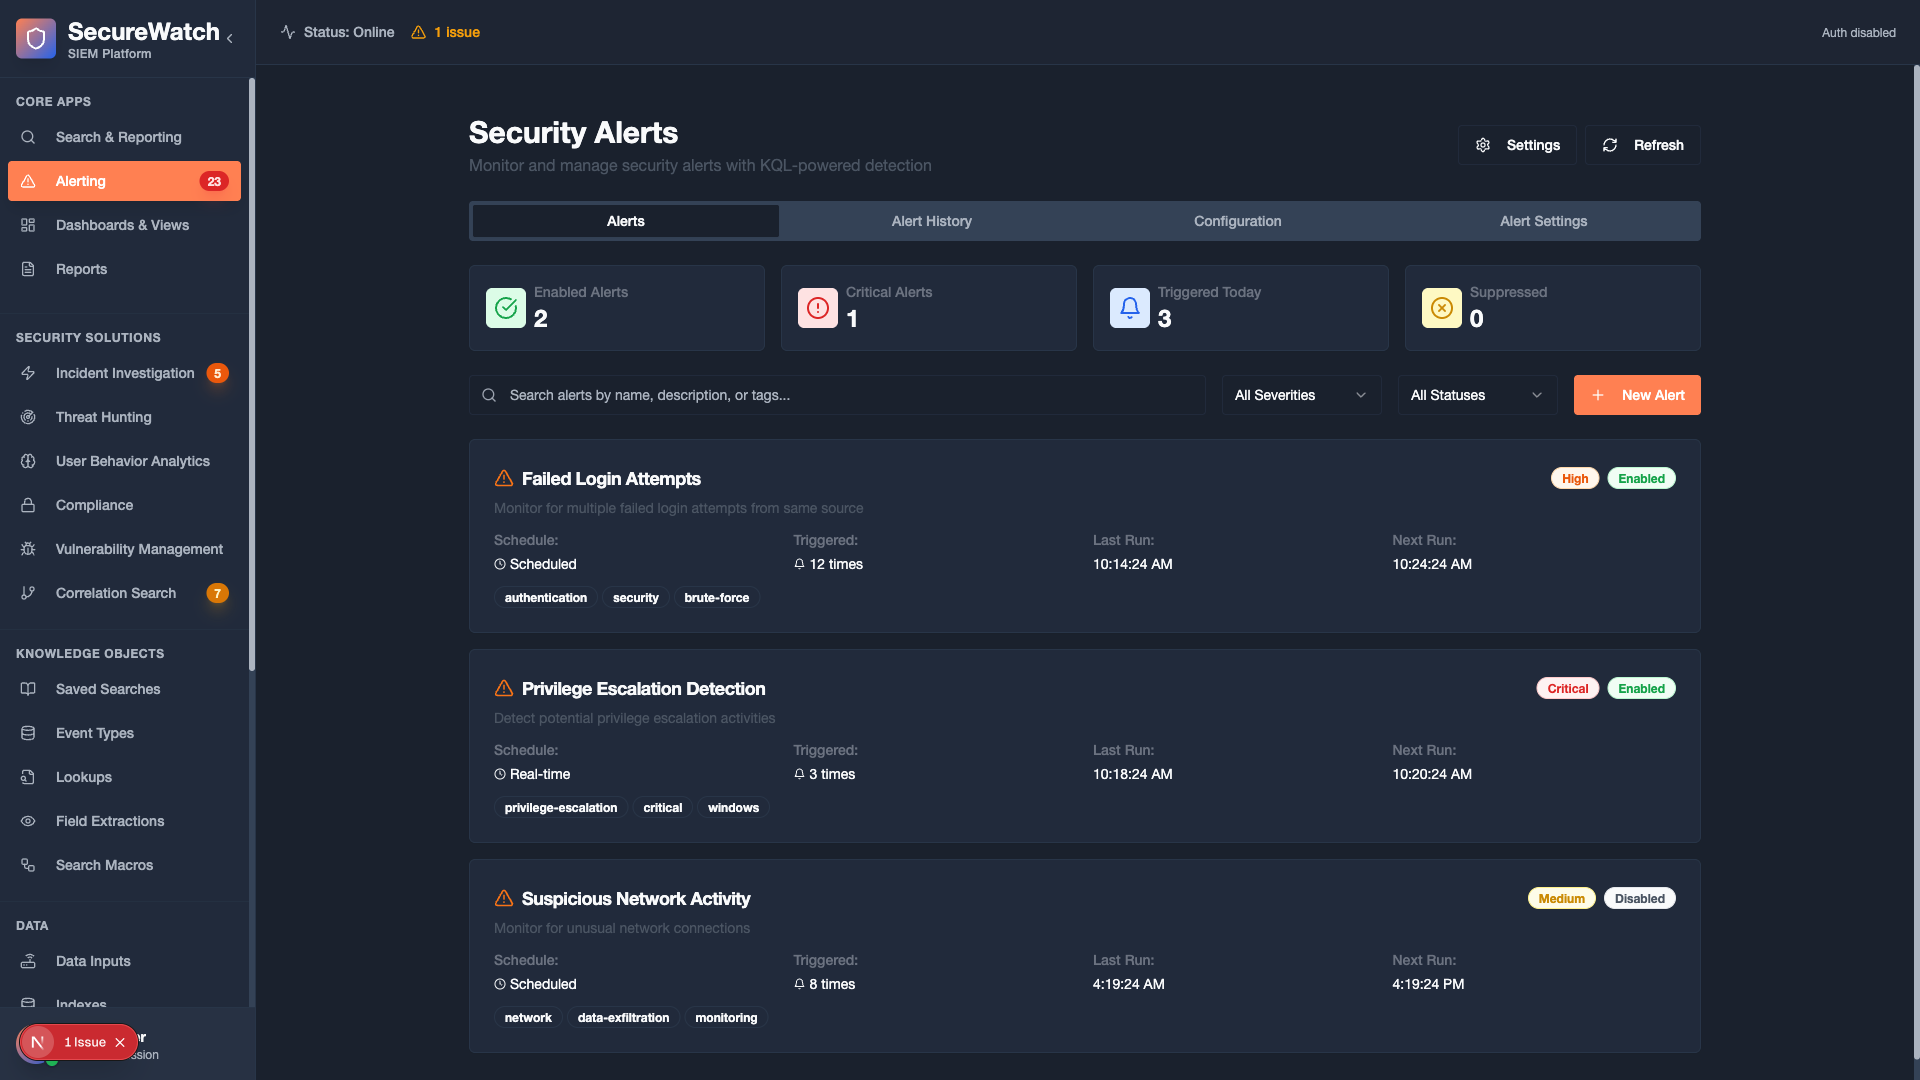 SecureWatch
SIEM Platform
Status: Online
1 issue
Auth disabled
CORE APPS
Search & Reporting
Alerting
23
Dashboards & Views
Reports
SECURITY SOLUTIONS
Incident Investigation
5
Threat Hunting
User Behavior Analytics
Compliance
Vulnerability Management
Correlation Search
7
KNOWLEDGE OBJECTS
Saved Searches
Event Types
Lookups
Field Extractions
Search Macros
DATA
Data Inputs
Indexes
N
1 Issue
Security Alerts
Monitor and manage security alerts with KQL-powered detection
Settings
Refresh
Alerts
Alert History
Configuration
Alert Settings
Enabled Alerts
2
Critical Alerts
1
Triggered Today
3
Suppressed
0
Search alerts by name, description, or tags...
All Severities
All Statuses
New Alert
Failed Login Attempts
High
Enabled
Monitor for multiple failed login attempts from same source
Schedule:
Triggered:
Last Run:
Next Run:
Scheduled
12 times
10:14:24 AM
10:24:24 AM
authentication
security
brute-force
Privilege Escalation Detection
Critical
Enabled
Detect potential privilege escalation activities
Schedule:
Triggered:
Last Run:
Next Run:
Real-time
3 times
10:18:24 AM
10:20:24 AM
privilege-escalation
critical
windows
Suspicious Network Activity
Medium
Disabled
Monitor for unusual network connections
Schedule:
Triggered:
Last Run:
Next Run:
Scheduled
8 times
4:19:24 AM
4:19:24 PM
network
data-exfiltration
monitoring